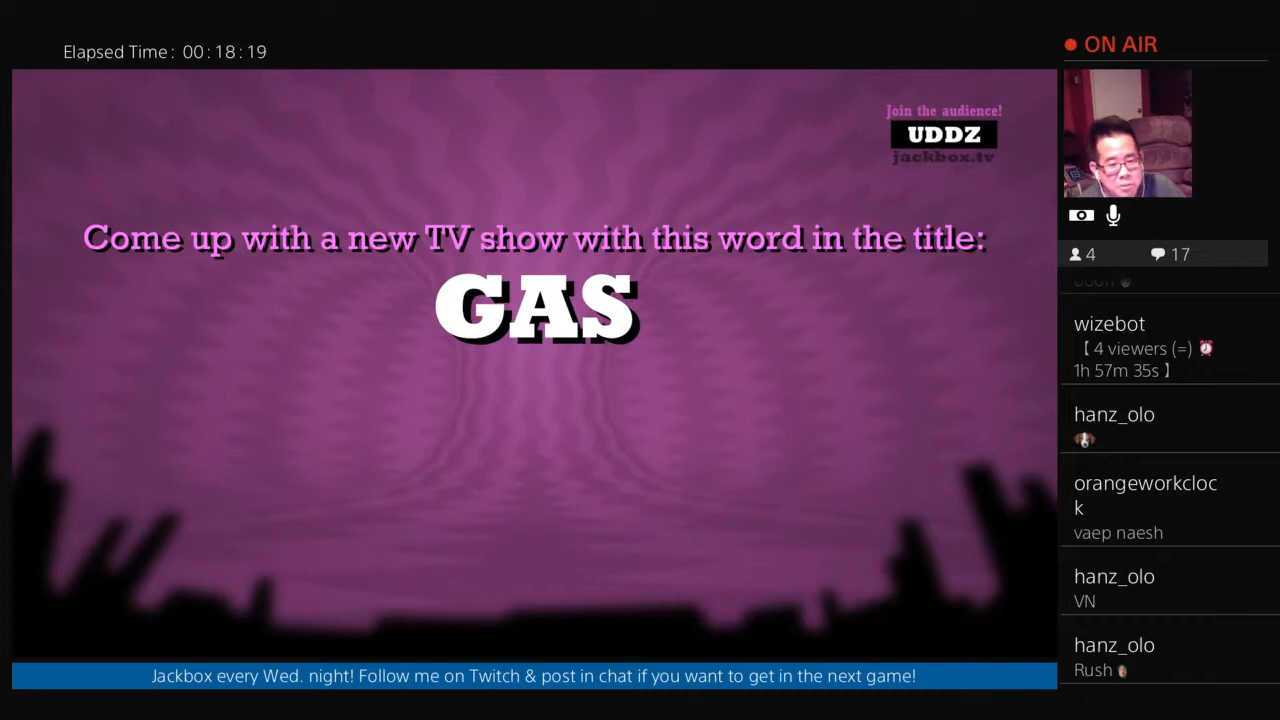 Elapsed Time: 00:18:19
ON AIR
Join the audience!
UDDZ
jackbox.tv
Come up with a new TV show with this word in the title:
GAS
4
17
wizebot
【 4 viewers (=) ⏰
1h 57m 35s 】
hanz_olo
orangeworkcloc
k
vaep naesh
hanz_olo
VN
hanz_olo
Rush
Jackbox every Wed. night! Follow me on Twitch & post in chat if you want to get in the next game!